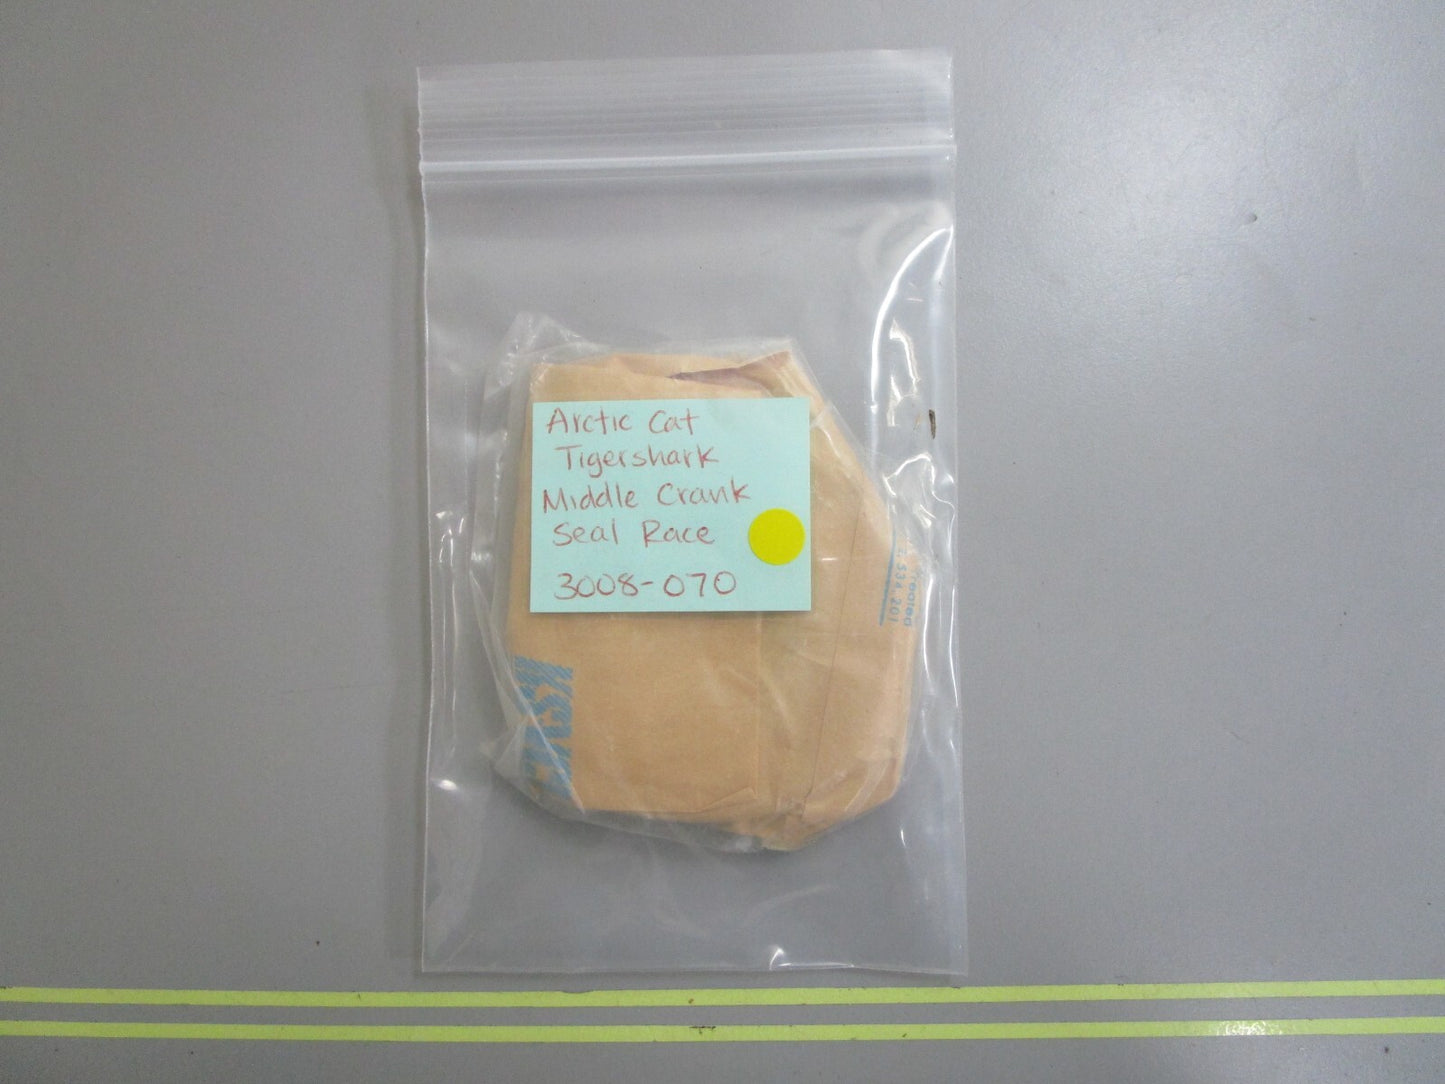 Arctic Cat
Tigershark
Middle Crank
Seal Race
3008-070